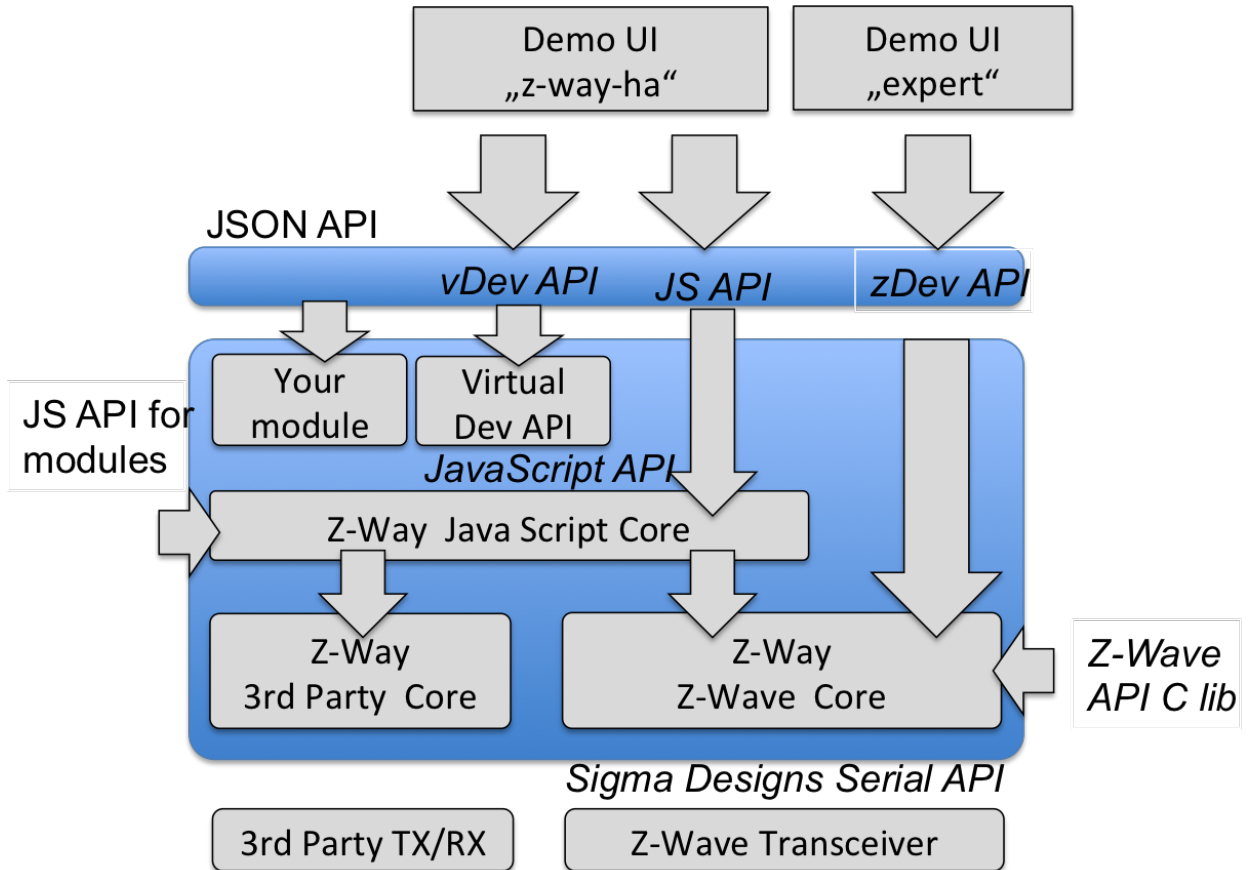 Demo UI
„z-way-ha“
Demo UI
„expert“
JSON API
vDev API
JS API
zDev API
Your
module
Virtual
Dev API
JS API for
modules
JavaScript API
Z-Way Java Script Core
Z-Way
3rd Party Core
Z-Way
Z-Wave Core
Z-Wave
API C lib
Sigma Designs Serial API
3rd Party TX/RX
Z-Wave Transceiver